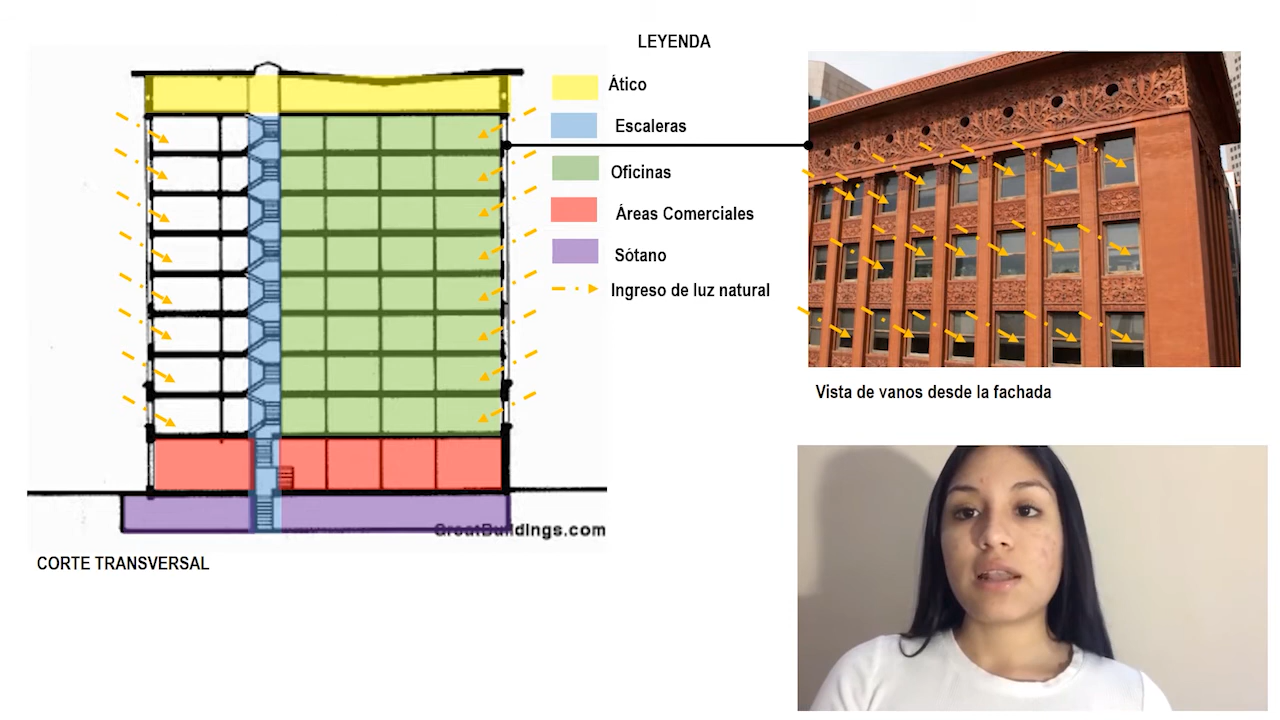 LEYENDA
Ático
Escaleras
Oficinas
Áreas Comerciales
Sótano
Ingreso de luz natural
Vista de vanos desde la fachada
GreatBuildings.com
CORTE TRANSVERSAL